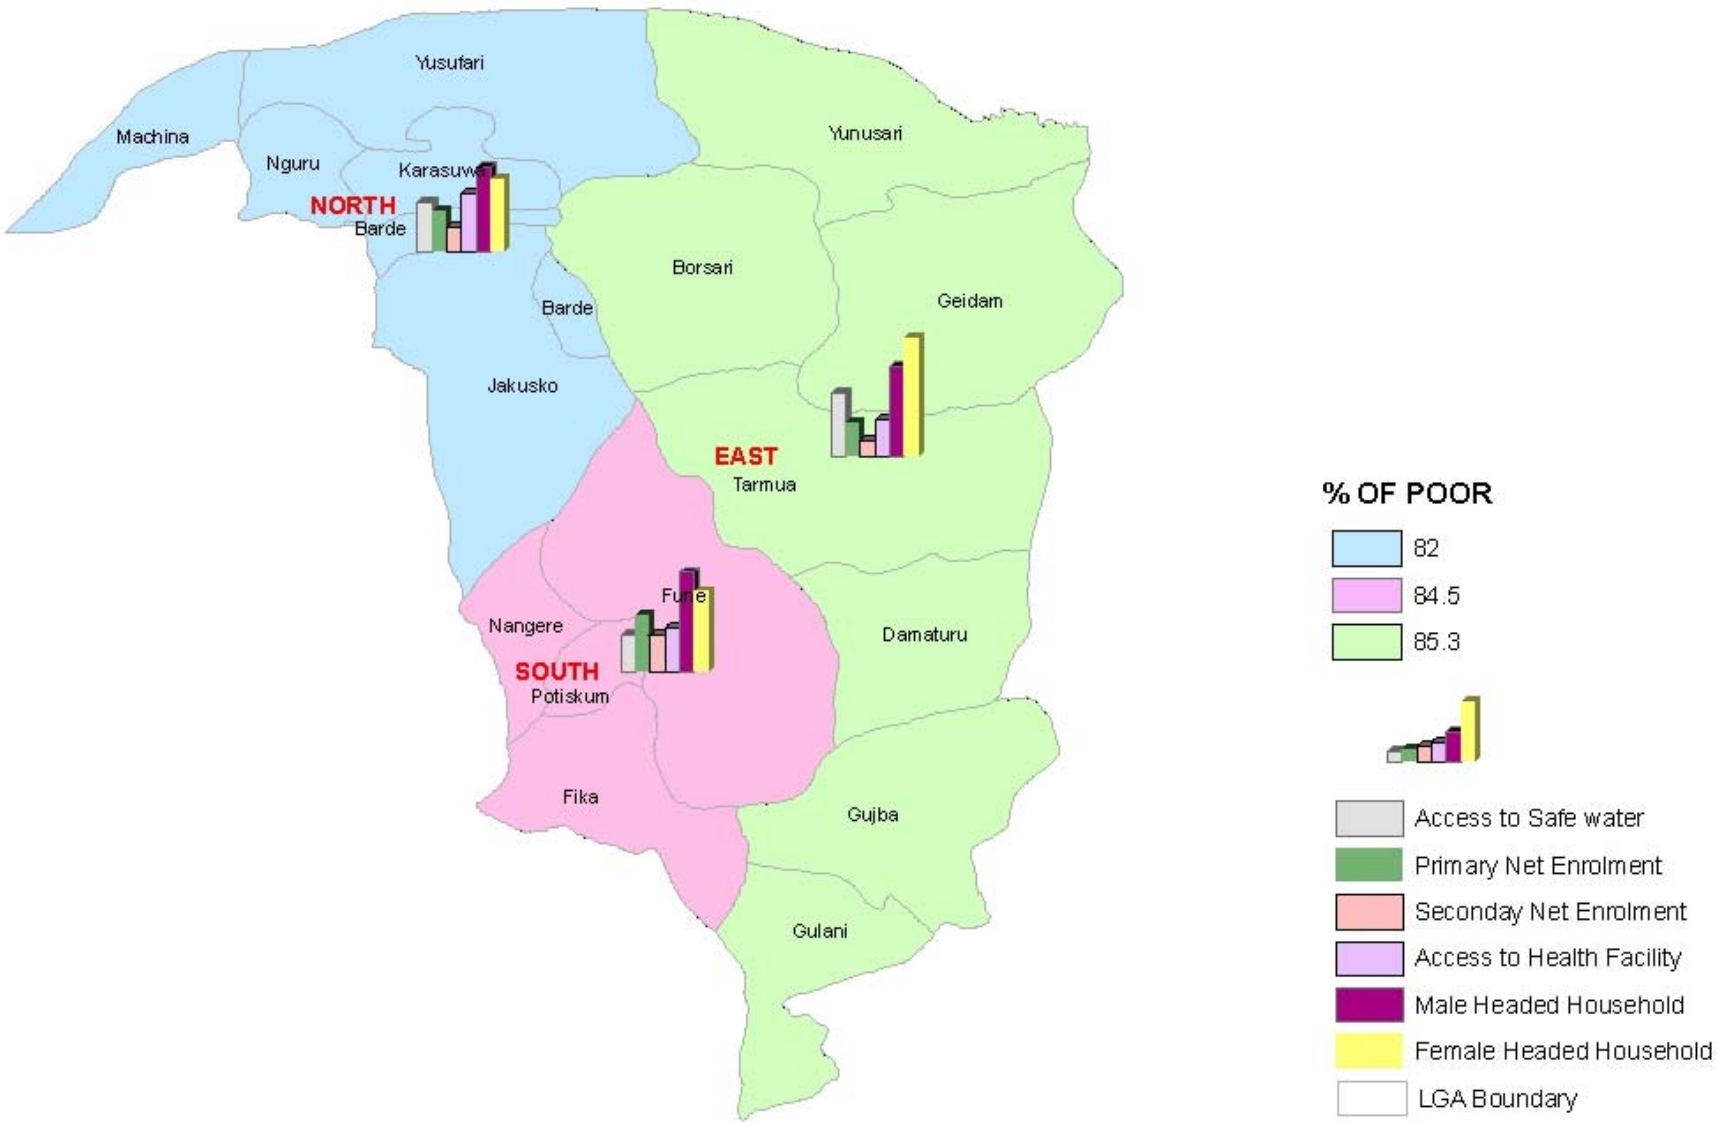 Yusufari
Machina
Yunusari
Nguru
Karasuwa
NORTH
Barde
Borsari
Geidam
Barde
Jakusko
EAST
Tarmua
% OF POOR
82
84.5
85.3
Fune
Nangere
Damaturu
SOUTH
Potiskum
Fika
Gujba
Gulani
Access to Safe water
Primary Net Enrolment
Seconday Net Enrolment
Access to Health Facility
Male Headed Household
Female Headed Household
LGA Boundary